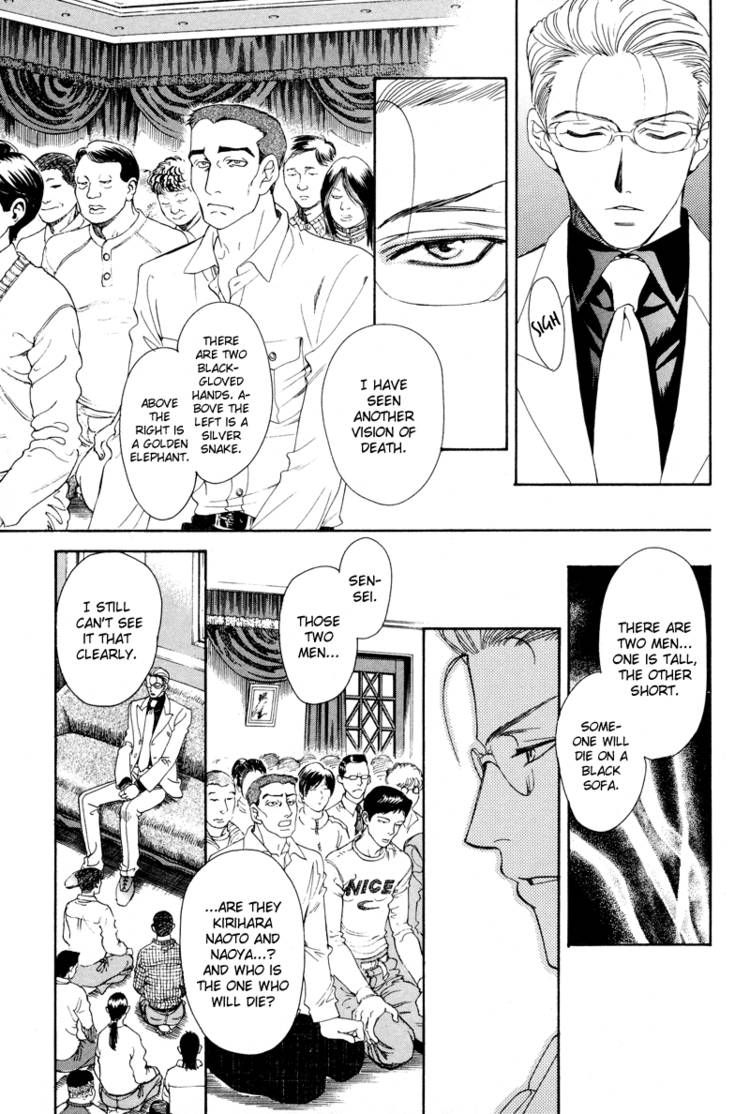 SIGH
I HAVE
SEEN
ANOTHER
VISION OF
DEATH.
THERE
ARE TWO
BLACK-
GLOVED
HANDS. A-
BOVE THE
LEFT IS A
SILVER
SNAKE.
ABOVE
THE
RIGHT IS
A GOLDEN
ELEPHANT.
THERE ARE
TWO MEN...
ONE IS TALL,
THE OTHER
SHORT.
SOME-
ONE WILL
DIE ON A
BLACK
SOFA.
SEN-
SEI.
THOSE
TWO
MEN...
NICE
...ARE THEY
KIRIHARA
NAOTO AND
NAOYA...?
AND WHO IS
THE ONE WHO
WILL DIE?
I STILL
CAN'T SEE
IT THAT
CLEARLY.